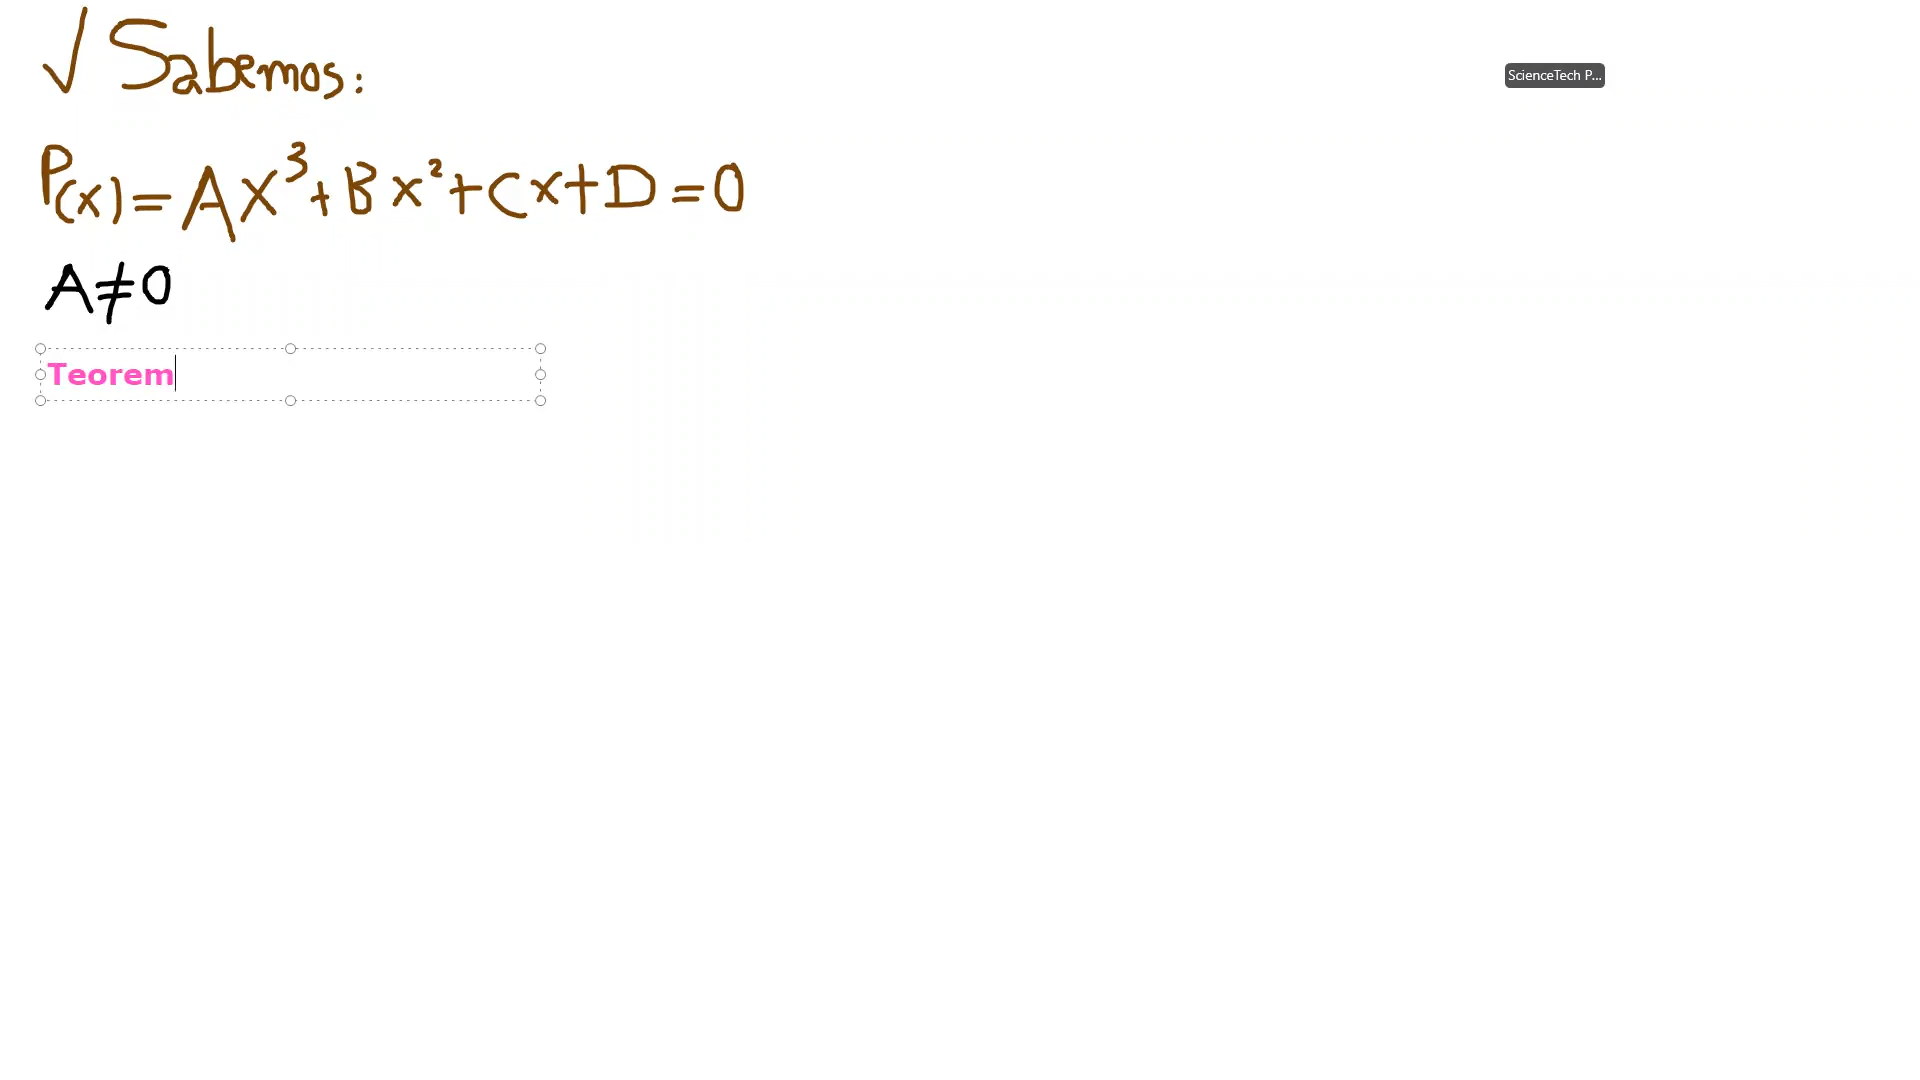 √ Sabemos:
ScienceTech P...
P(x) = Ax³ + Bx² + Cx + D = 0
A ≠ 0
Teorem